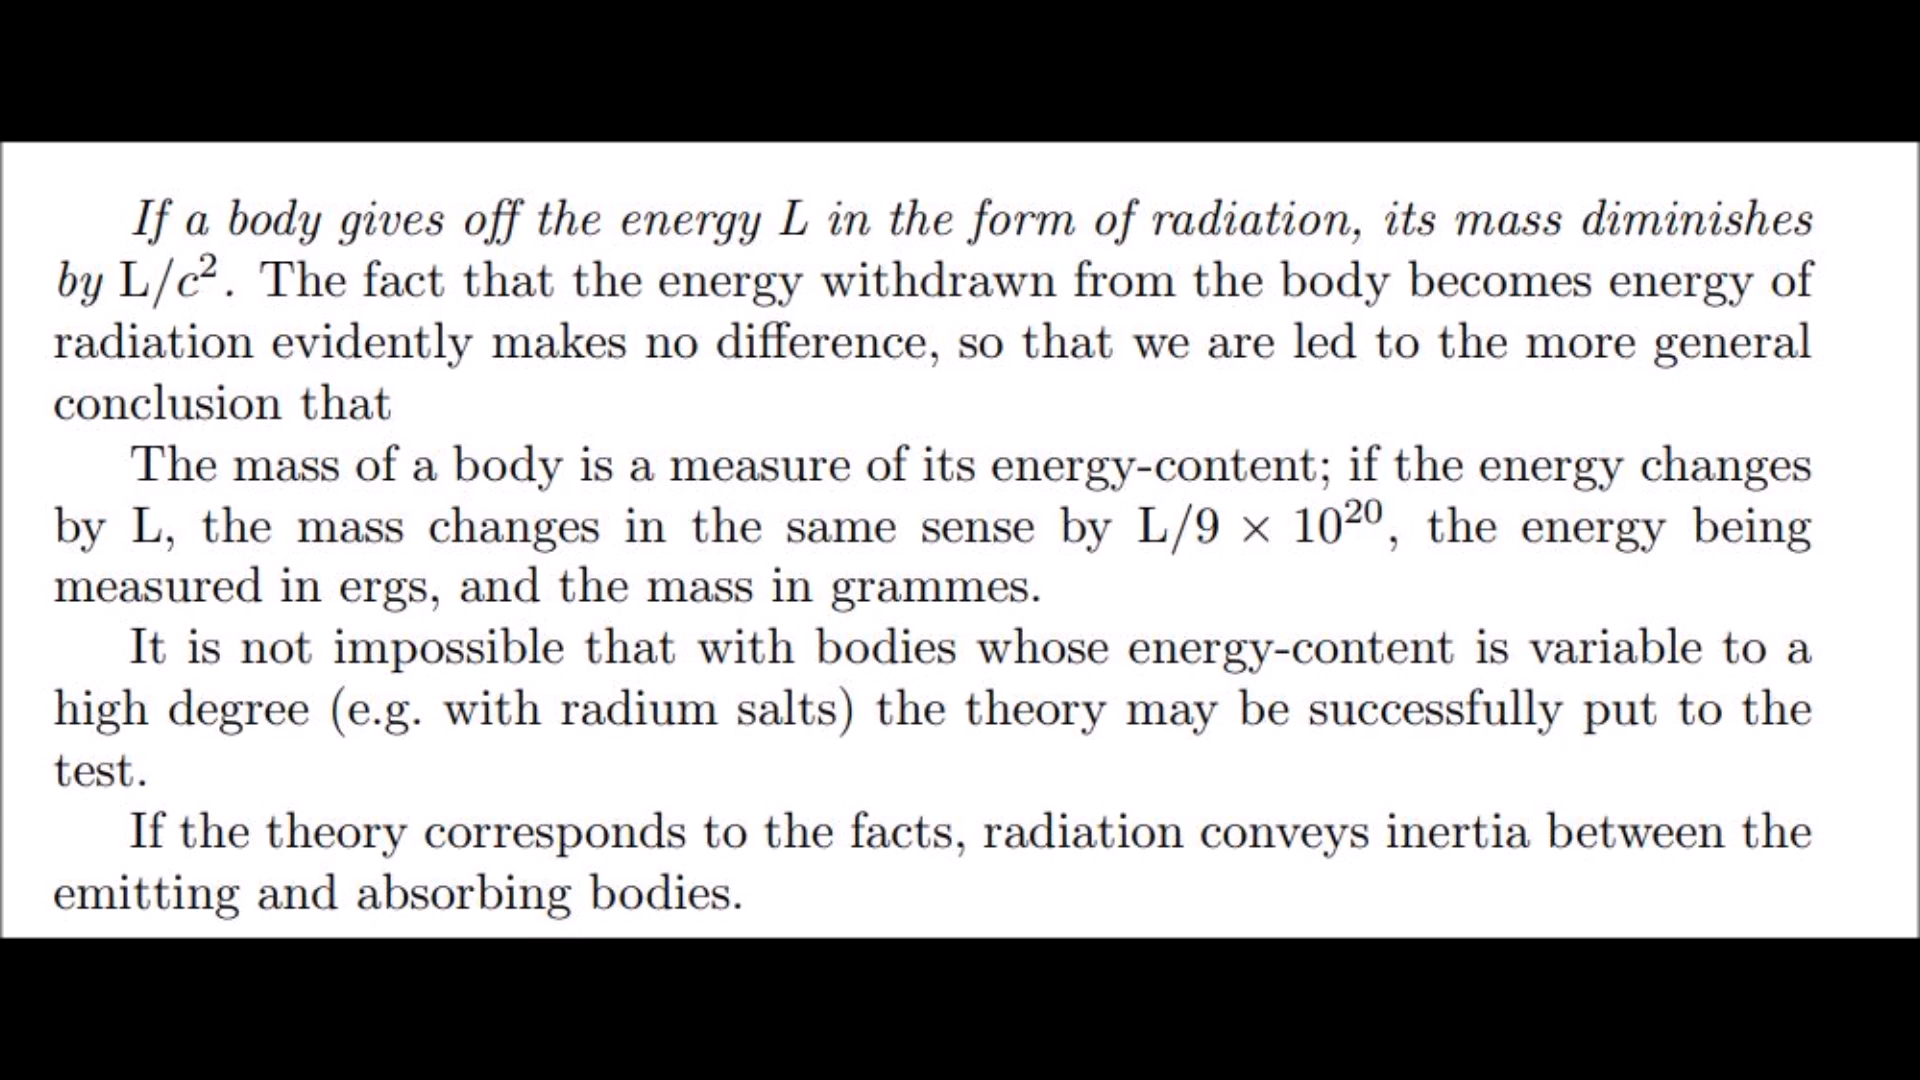 If a body gives off the energy L in the form of radiation, its mass diminishes
by L/c². The fact that the energy withdrawn from the body becomes energy of
radiation evidently makes no difference, so that we are led to the more general
conclusion that
The mass of a body is a measure of its energy-content; if the energy changes
by L, the mass changes in the same sense by L/9 × 10²⁰, the energy being
measured in ergs, and the mass in grammes.
It is not impossible that with bodies whose energy-content is variable to a
high degree (e.g. with radium salts) the theory may be successfully put to the
test.
If the theory corresponds to the facts, radiation conveys inertia between the
emitting and absorbing bodies.